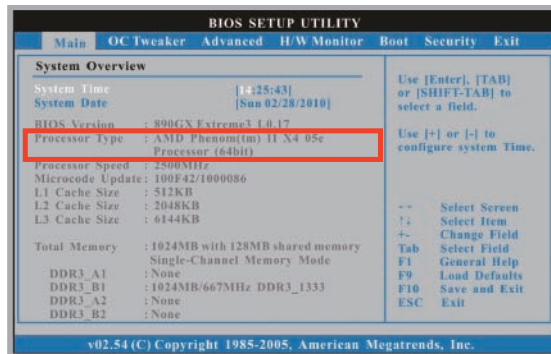 BIOS SETUP UTILITY
Main OC Tweaker Advanced H/W Monitor Boot Security Exit
System Overview
System Time [14:25:43]
System Date [Sun 02/28/2010]
BIOS Version : 890GX Extreme3 L0.17
Processor Type : AMD Phenom(tm) II X4 05e
Processor (64bit)
Processor Speed : 2500MHz
Microcode Update: 100F42/1000086
L1 Cache Size : 512KB
L2 Cache Size : 2048KB
L3 Cache Size : 6144KB
Total Memory : 1024MB with 128MB shared memory
Single-Channel Memory Mode
DDR3_A1 : None
DDR3_B1 : 1024MB/667MHz DDR3_1333
DDR3_A2 : None
DDR3_B2 : None
Use [Enter], [TAB]
or [SHIFT-TAB] to
select a field.
Use [+] or [-] to
configure system Time.
Select Screen
↑↓ Select Item
+- Change Field
Tab Select Field
F1 General Help
F9 Load Defaults
F10 Save and Exit
ESC Exit
v02.54 (C) Copyright 1985-2005, American Megatrends, Inc.